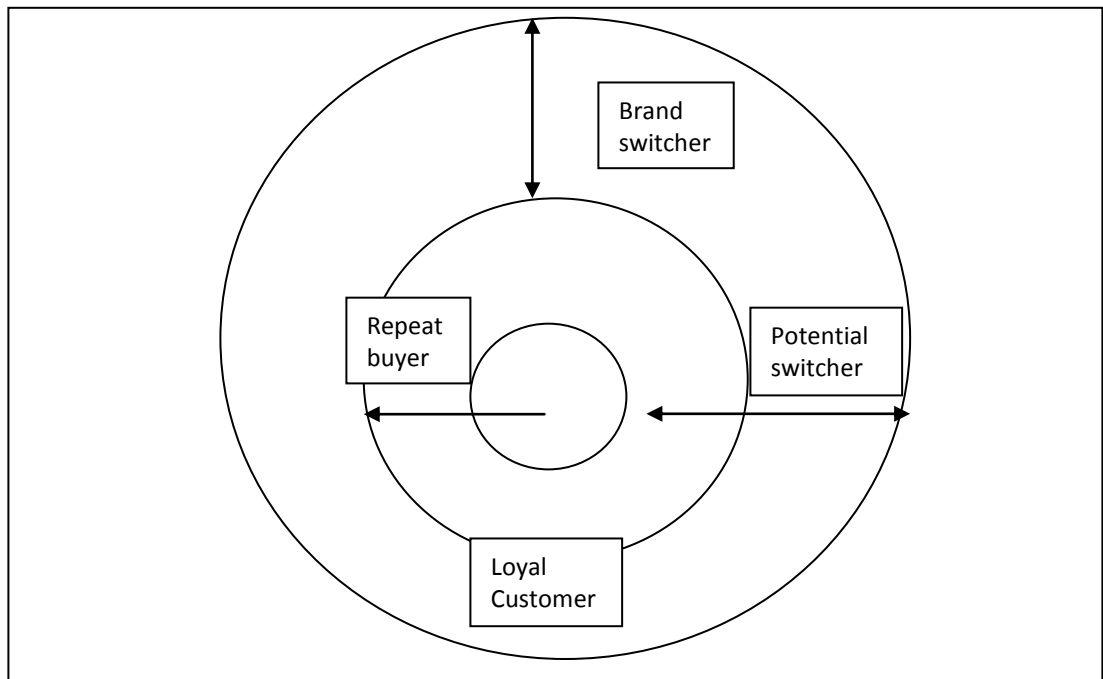 Brand
switcher
Repeat
buyer
Potential
switcher
Loyal
Customer